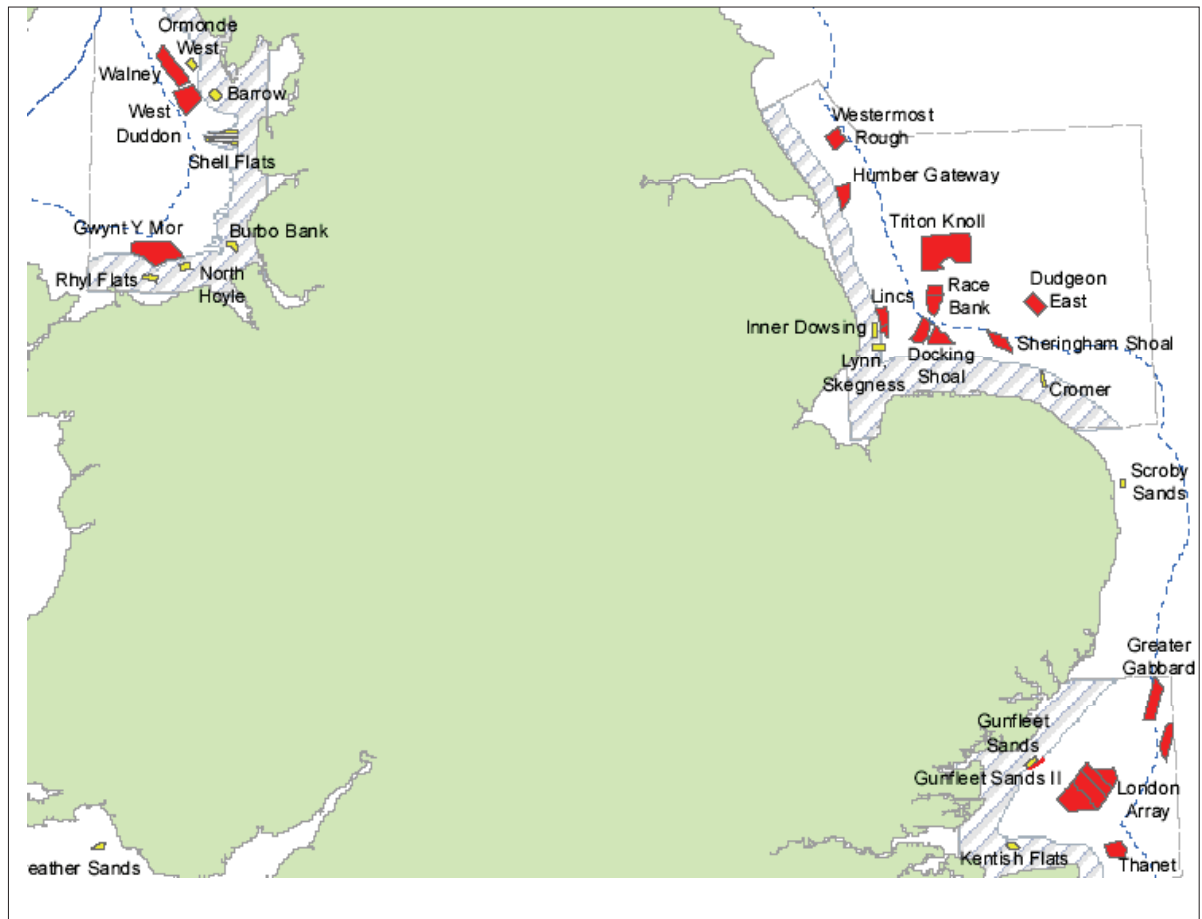 Ormonde
West
Walney
Barrow
West
Duddon
Shell Flats
Gwynt Y Mor
Burbo Bank
Rhyl Flats
North
Hoyle
Westermost
Rough
Humber Gateway
Triton Knoll
Race
Bank
Dudgeon
East
Lincs
Inner Dowsing
Lynn,
Skegness
Docking
Shoal
Sheringham Shoal
Cromer
Scroby
Sands
Greater
Gabbard
Gunfleet
Sands
Gunfleet Sands II
London
Array
Kentish Flats
Thanet
eather Sands